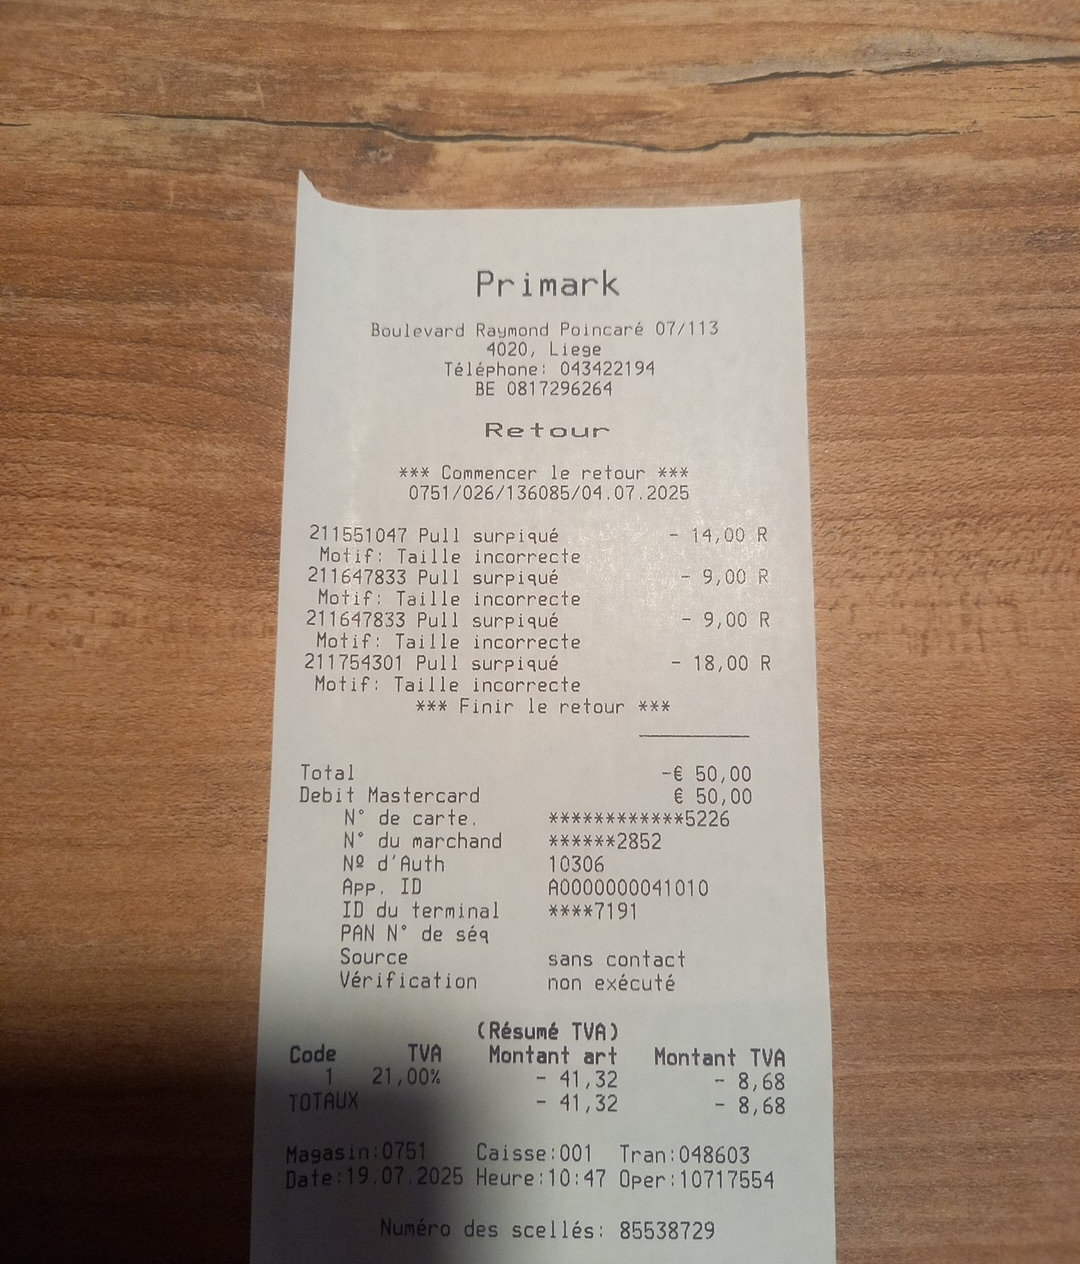 Primark
Boulevard Raymond Poincaré 07/113
4020, Liege
Téléphone: 043422194
BE 0817296264
Retour
*** Commencer le retour ***
0751/026/136085/04.07.2025
211551047 Pull surpiqué - 14,00 R
Motif: Taille incorrecte
211647833 Pull surpiqué - 9,00 R
Motif: Taille incorrecte
211647833 Pull surpiqué - 9,00 R
Motif: Taille incorrecte
211754301 Pull surpiqué - 18,00 R
Motif: Taille incorrecte
*** Finir le retour ***
Total -€ 50,00
Debit Mastercard € 50,00
N° de carte. ************5226
N° du marchand ******2852
Nº d'Auth 10306
App. ID A0000000041010
ID du terminal ****7191
PAN N° de séq
Source sans contact
Vérification non exécuté
(Résumé TVA)
Code TVA Montant art Montant TVA
1 21,00% - 41,32 - 8,68
TOTAUX - 41,32 - 8,68
Magasin:0751 Caisse:001 Tran:048603
Date:19.07.2025 Heure:10:47 Oper:10717554
Numéro des scellés: 85538729